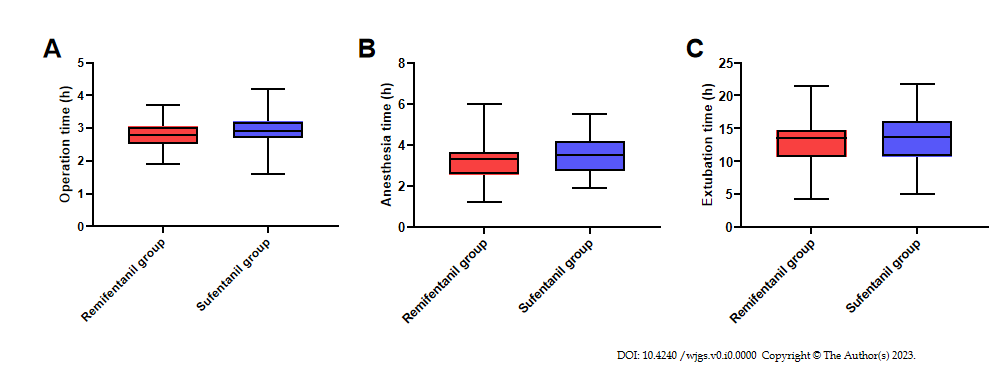 A
Operation time (h)
5
4
3
2
1
0
Remifentanil group
Sufentanil group
B
Anesthesia time (h)
8
6
4
2
0
Remifentanil group
Sufentanil group
C
Extubation time (h)
25
20
15
10
5
0
Remifentanil group
Sufentanil group
DOI: 10.4240 /wjgs.v0.i0.0000 Copyright © The Author(s) 2023.